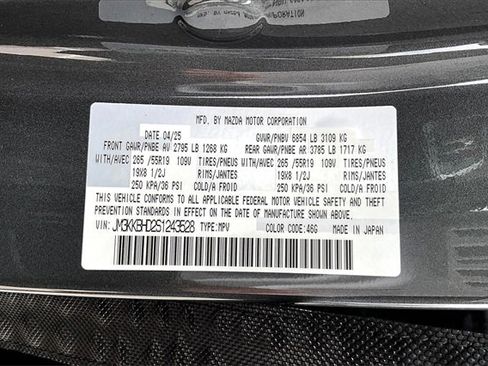 MFD. BY MAZDA MOTOR CORPORATION
DATE 04/25 GVWR/PNBV 6854 LB 3109 KG
FRONT GAWR/PNBE AV 2795 LB 1268 KG REAR GAWR/PNBE AR 3785 LB 1717 KG
WITH/AVEC 265 /55R19 109V TIRES/PNEUS WITH/AVEC 265 /55R19 109V TIRES/PNEUS
19X8 1/2J RIMS/JANTES 19X8 1/2J RIMS/JANTES
250 KPA/36 PSI COLD/A FROID 250 KPA/36 PSI COLD/A FROID
THIS VEHICLE CONFORMS TO ALL APPLICABLE FEDERAL MOTOR VEHICLE SAFETY AND THEFT
PREVENTION STANDARDS IN EFFECT ON THE DATE OF MANUFACTURE SHOWN ABOVE.
VIN: JM3KKBHD2S1243528 TYPE: MPV COLOR CODE: 46G MADE IN JAPAN